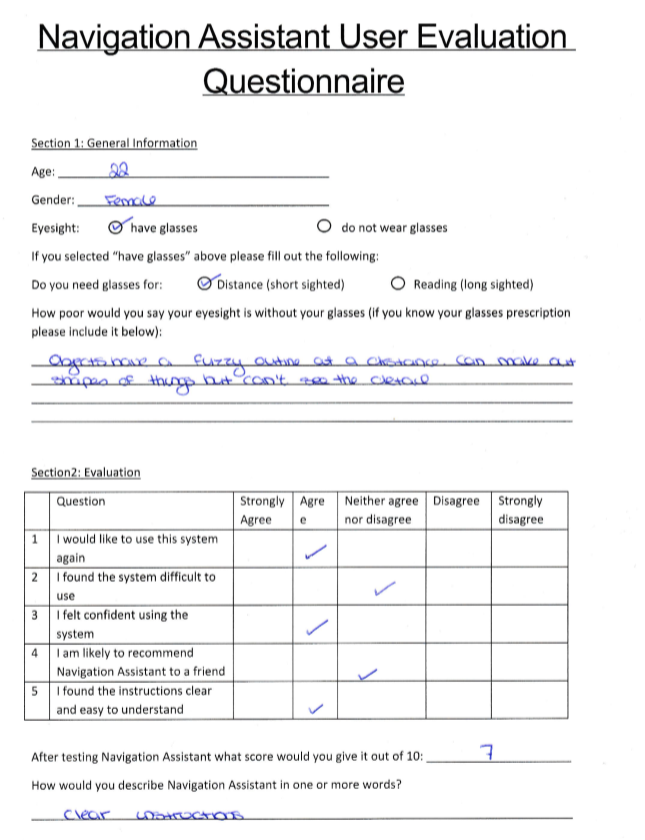 Navigation Assistant User Evaluation
Questionnaire
Section 1: General Information
Age: 22
Gender: Female
Eyesight: have glasses do not wear glasses
If you selected "have glasses" above please fill out the following:
Do you need glasses for: Distance (short sighted) Reading (long sighted)
How poor would you say your eyesight is without your glasses (if you know your glasses prescription
please include it below):
Objects have a fuzzy outline at a distance. Can make out
shapes of things but can't see the detail
Section2: Evaluation
Question Strongly Agre Neither agree Disagree Strongly
Agree e nor disagree disagree
1 I would like to use this system
again
2 I found the system difficult to
use
3 I felt confident using the
system
4 I am likely to recommend
Navigation Assistant to a friend
5 I found the instructions clear
and easy to understand
After testing Navigation Assistant what score would you give it out of 10: 7
How would you describe Navigation Assistant in one or more words?
Clear instructions